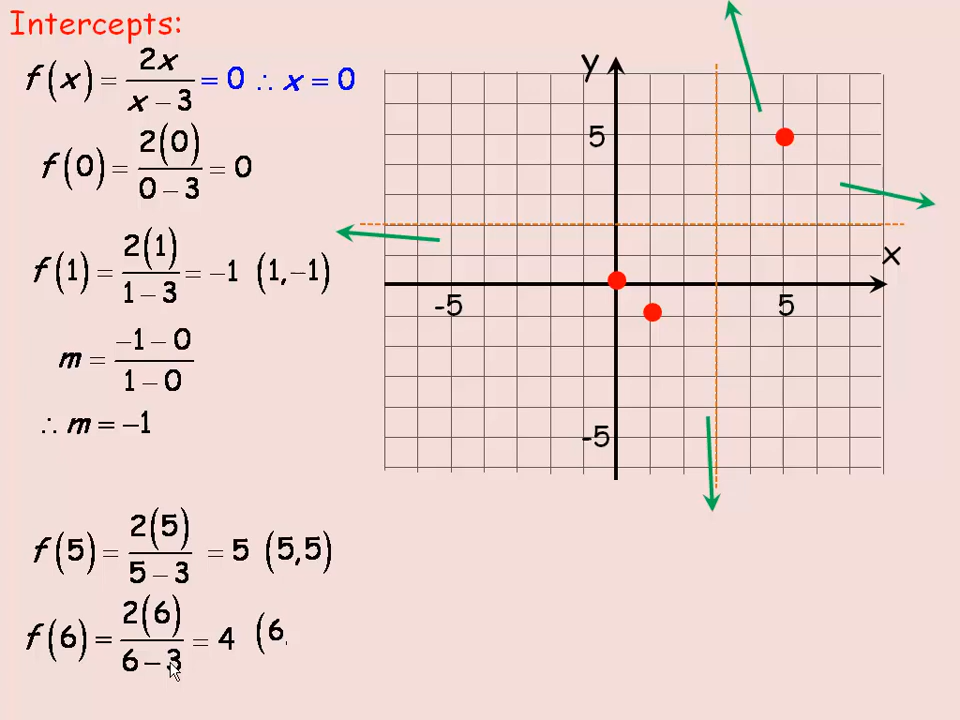 Intercepts:
f(x) = 2x / x − 3 = 0 ∴ x = 0
f(0) = 2(0) / 0 − 3 = 0
f(1) = 2(1) / 1 − 3 = −1 (1,−1)
m = −1 − 0 / 1 − 0
∴ m = −1
f(5) = 2(5) / 5 − 3 = 5 (5,5)
f(6) = 2(6) / 6 − 3 = 4 (6,
y
5
x
-5 5
-5